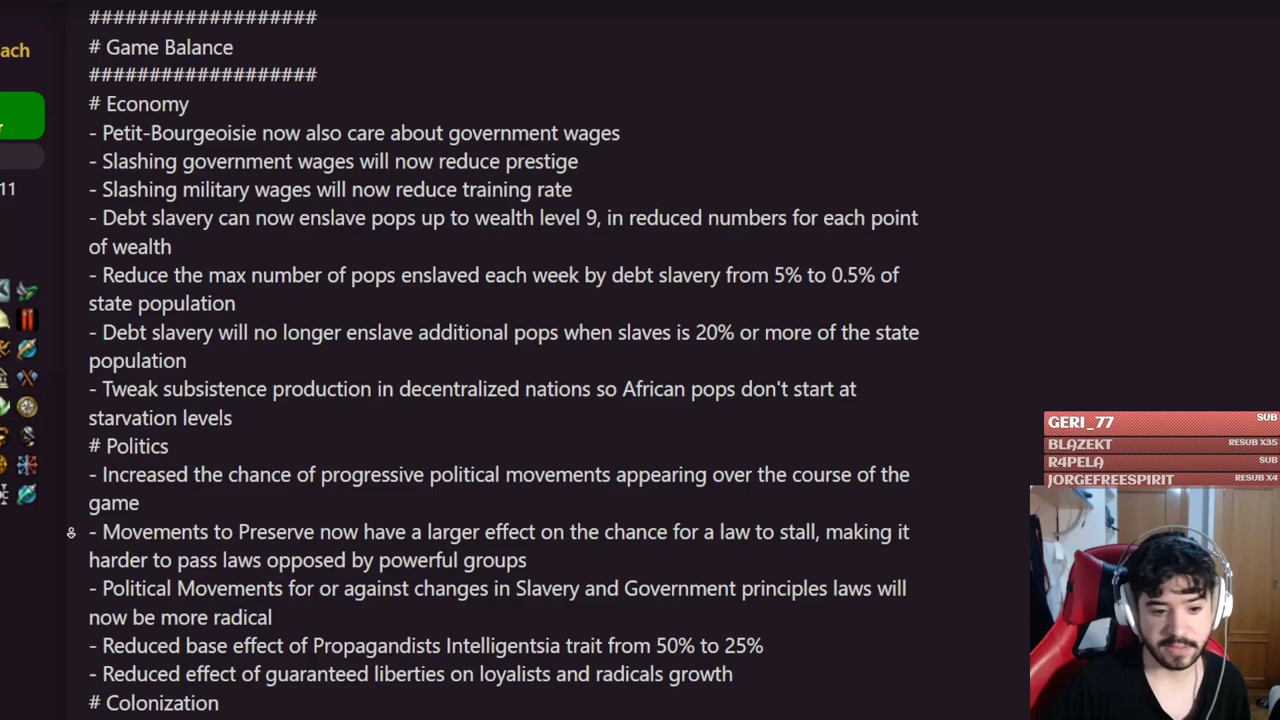 ###################
# Game Balance
###################
# Economy
- Petit-Bourgeoisie now also care about government wages
- Slashing government wages will now reduce prestige
- Slashing military wages will now reduce training rate
- Debt slavery can now enslave pops up to wealth level 9, in reduced numbers for each point
of wealth
- Reduce the max number of pops enslaved each week by debt slavery from 5% to 0.5% of
state population
- Debt slavery will no longer enslave additional pops when slaves is 20% or more of the state
population
- Tweak subsistence production in decentralized nations so African pops don't start at
starvation levels
# Politics
- Increased the chance of progressive political movements appearing over the course of the
game
- Movements to Preserve now have a larger effect on the chance for a law to stall, making it
harder to pass laws opposed by powerful groups
- Political Movements for or against changes in Slavery and Government principles laws will
now be more radical
- Reduced base effect of Propagandists Intelligentsia trait from 50% to 25%
- Reduced effect of guaranteed liberties on loyalists and radicals growth
# Colonization
ach
r
11
GERI_77 SUB
BLAZEKT RESUB X35
R4PELA SUB
JORGEFREESPIRIT RESUB X4